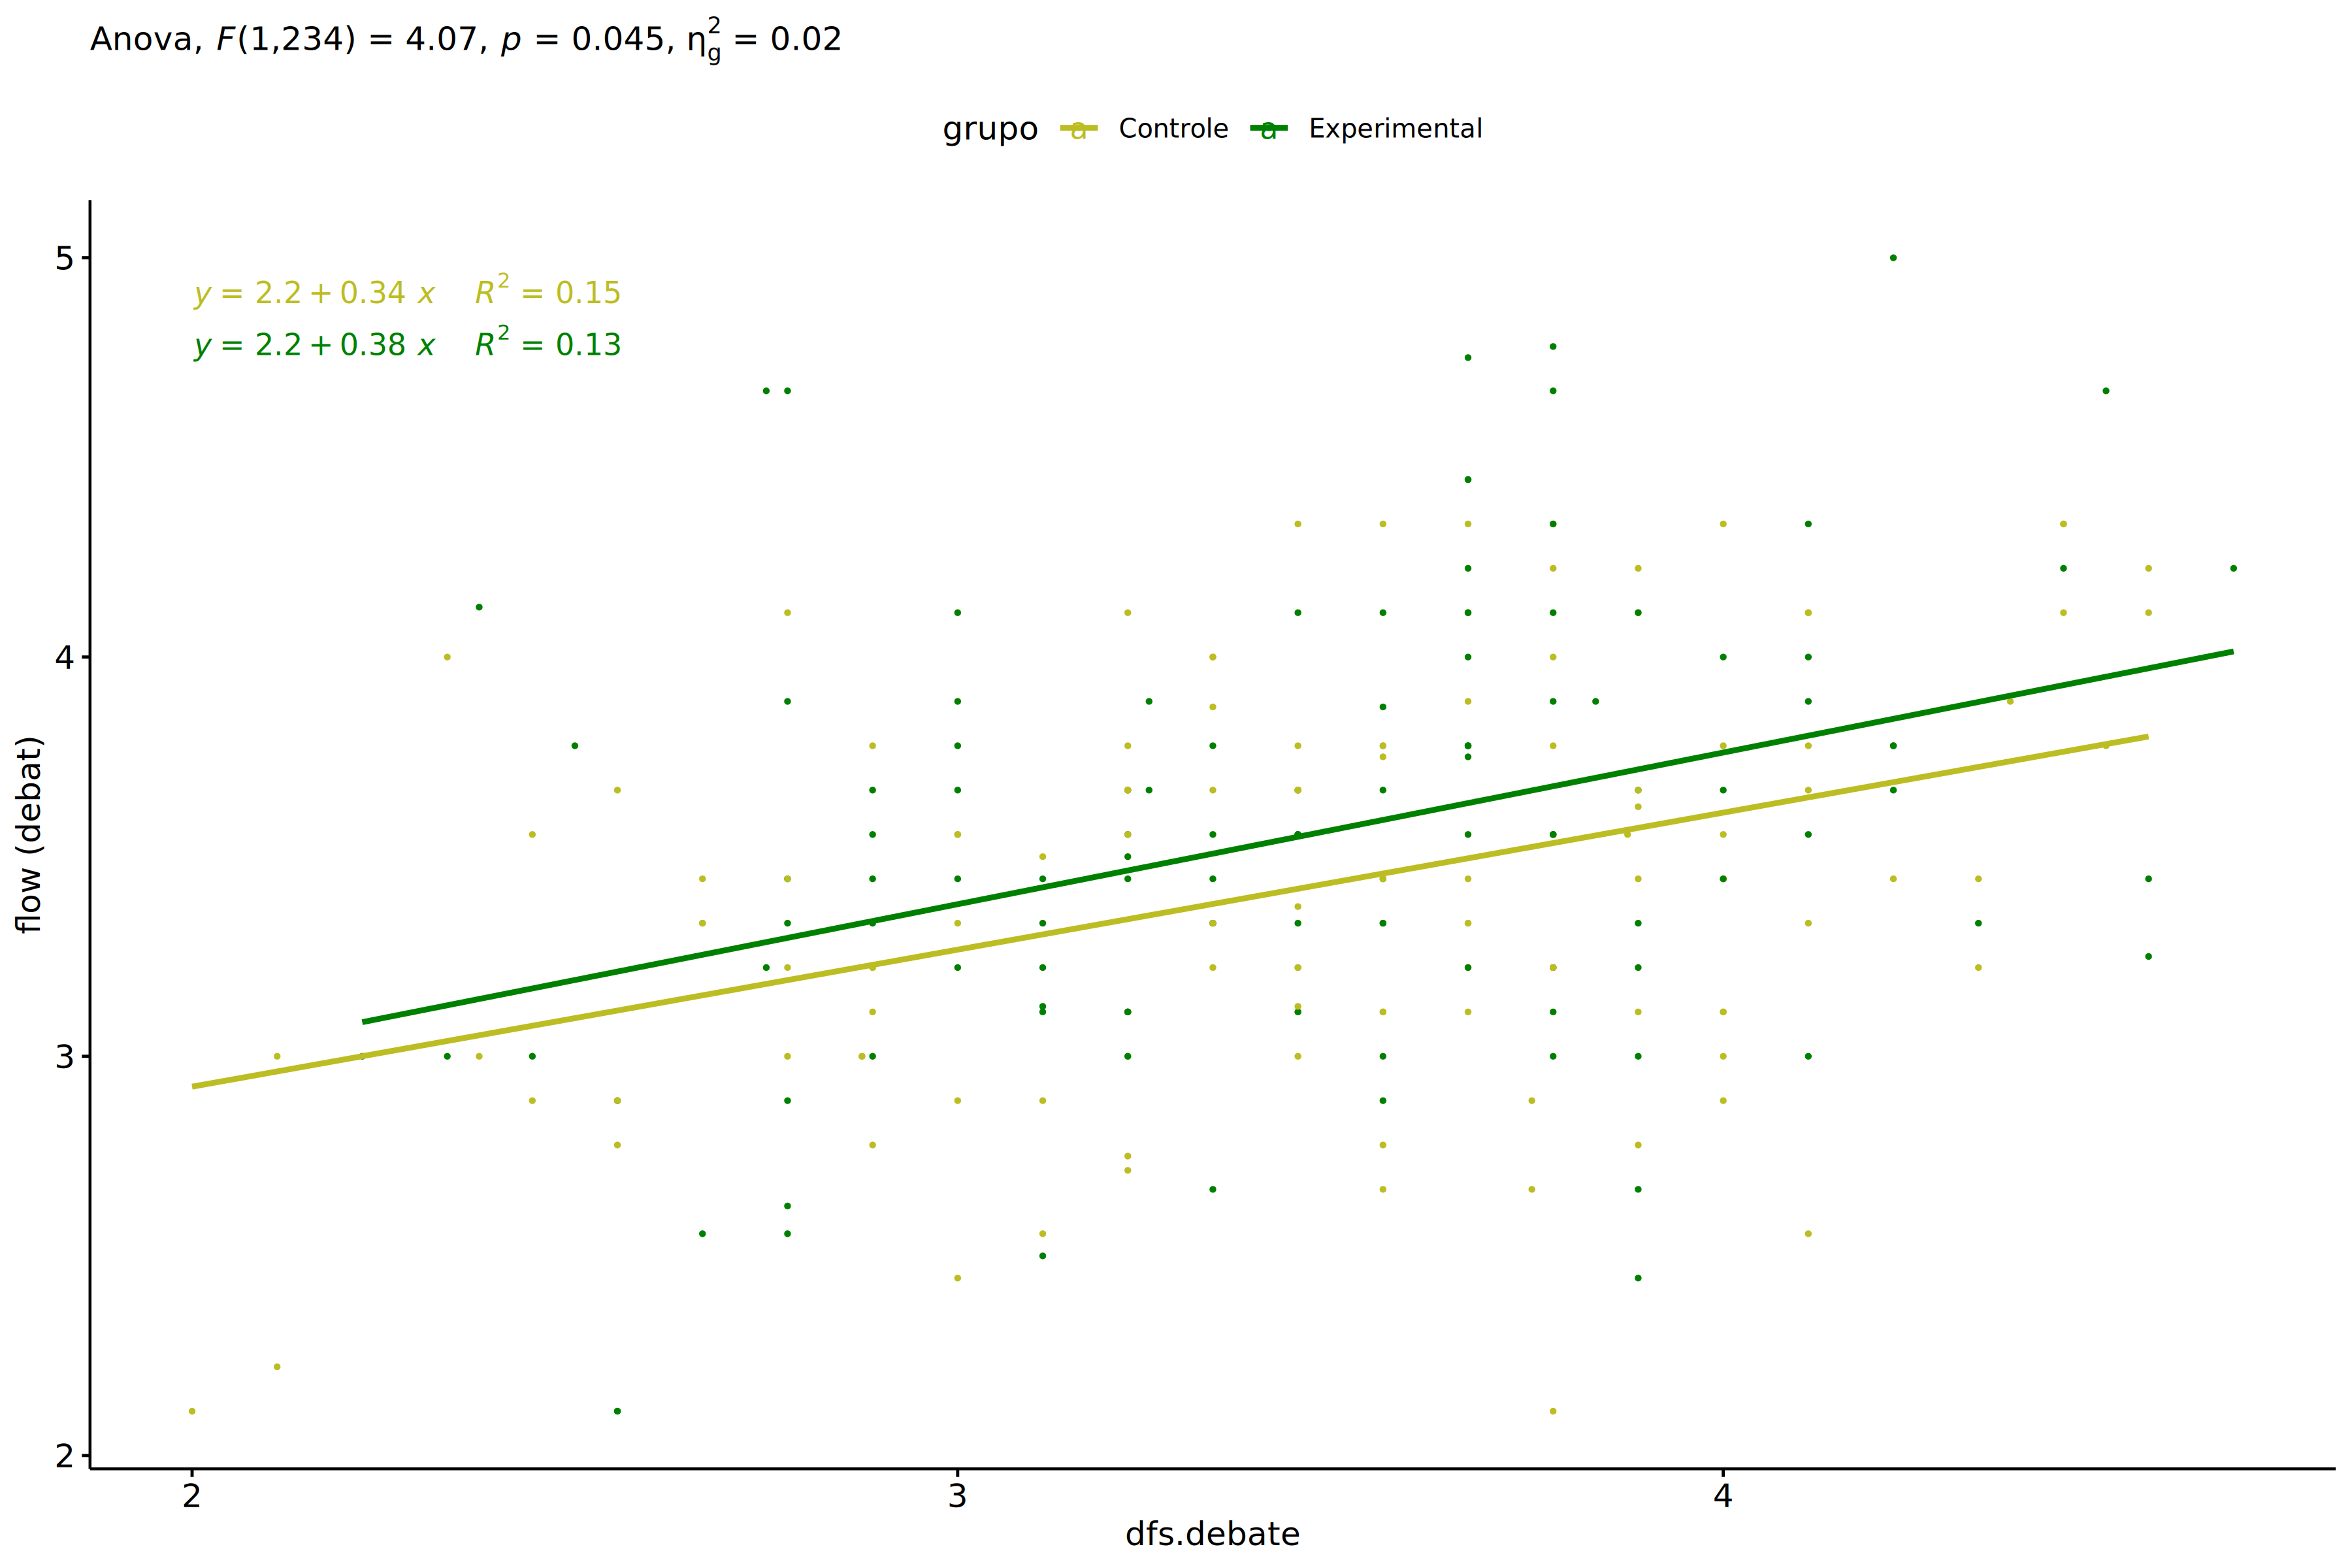 Anova, F(1,234) = 4.07, p = 0.045, η²g = 0.02
grupo a Controle a Experimental
y = 2.2 + 0.34 x R² = 0.15
y = 2.2 + 0.38 x R² = 0.13
5
4
3
2
flow (debat)
2 3 4
dfs.debate